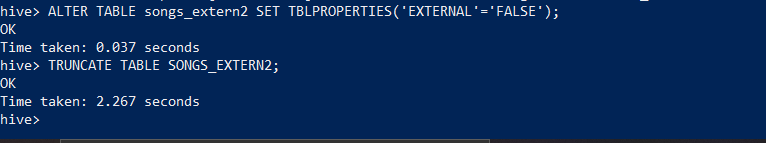 hive> ALTER TABLE songs_extern2 SET TBLPROPERTIES('EXTERNAL'='FALSE');
OK
Time taken: 0.037 seconds
hive> TRUNCATE TABLE SONGS_EXTERN2;
OK
Time taken: 2.267 seconds
hive>